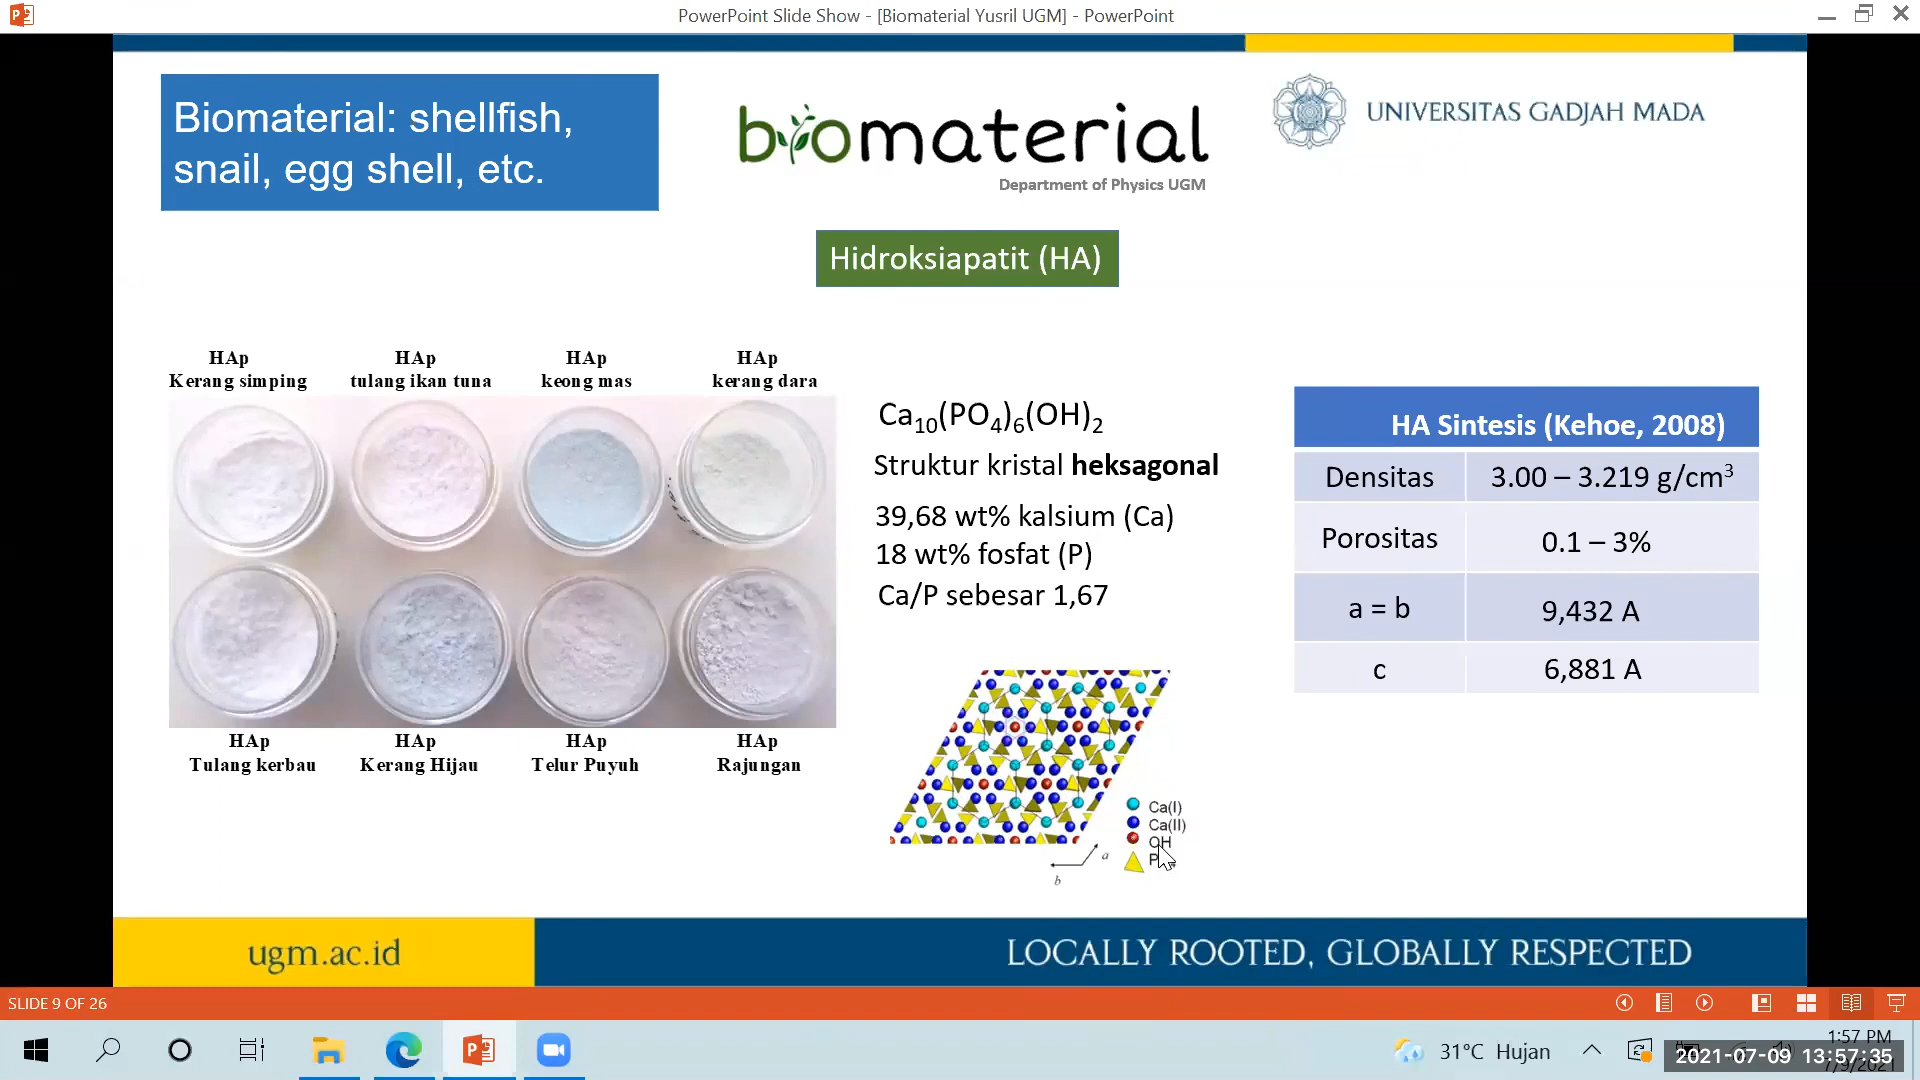 PowerPoint Slide Show - [Biomaterial Yusril UGM] - PowerPoint
Biomaterial: shellfish,
snail, egg shell, etc.
biomaterial
Department of Physics UGM
UNIVERSITAS GADJAH MADA
Hidroksiapatit (HA)
HAp
Kerang simping
HAp
tulang ikan tuna
HAp
keong mas
HAp
kerang dara
HAp
Tulang kerbau
HAp
Kerang Hijau
HAp
Telur Puyuh
HAp
Rajungan
Ca10(PO4)6(OH)2
Struktur kristal heksagonal
39,68 wt% kalsium (Ca)
18 wt% fosfat (P)
Ca/P sebesar 1,67
Ca(I)
Ca(II)
OH
a
b
HA Sintesis (Kehoe, 2008)
Densitas 3.00 – 3.219 g/cm3
Porositas 0.1 – 3%
a = b 9,432 A
c 6,881 A
ugm.ac.id
LOCALLY ROOTED, GLOBALLY RESPECTED
SLIDE 9 OF 26
31°C Hujan
1:57 PM
2021-07-09 13:57:35